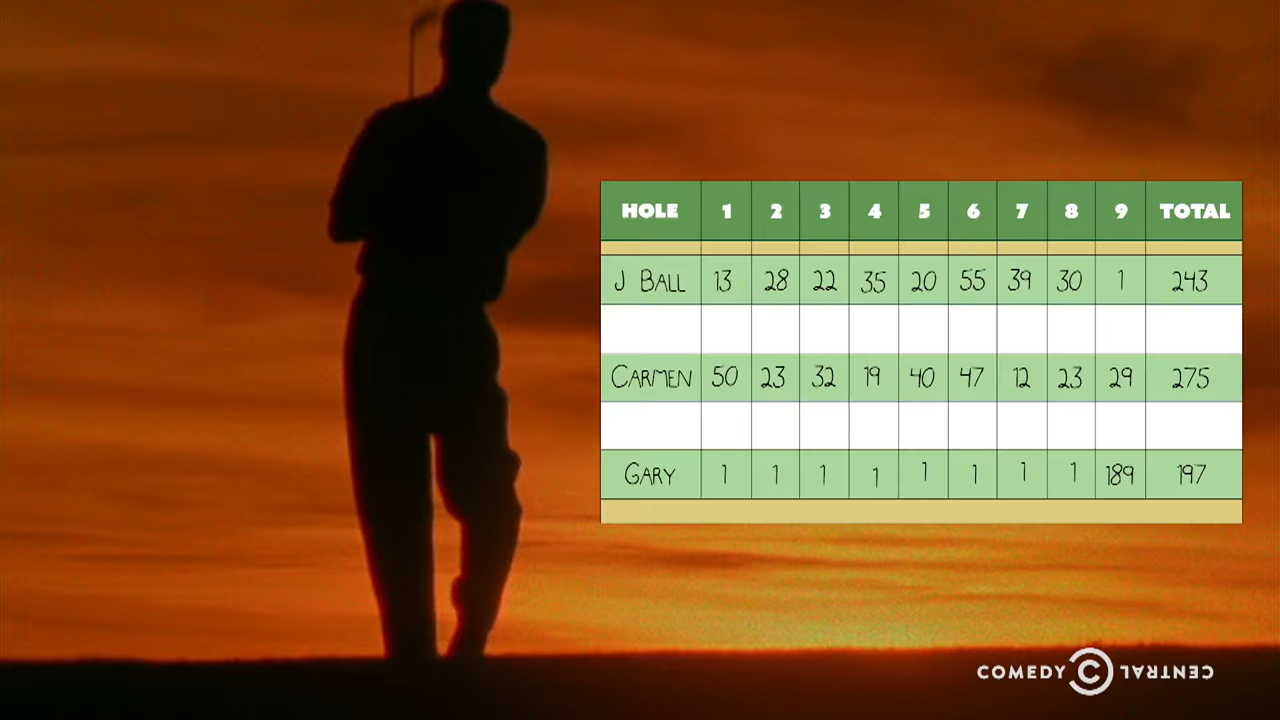 HOLE 1 2 3 4 5 6 7 8 9 TOTAL
J BALL 13 28 22 35 20 55 39 30 1 243
CARMEN 50 23 32 19 40 47 12 23 29 275
GARY 1 1 1 1 1 1 1 1 189 197
COMEDY CENTRAL